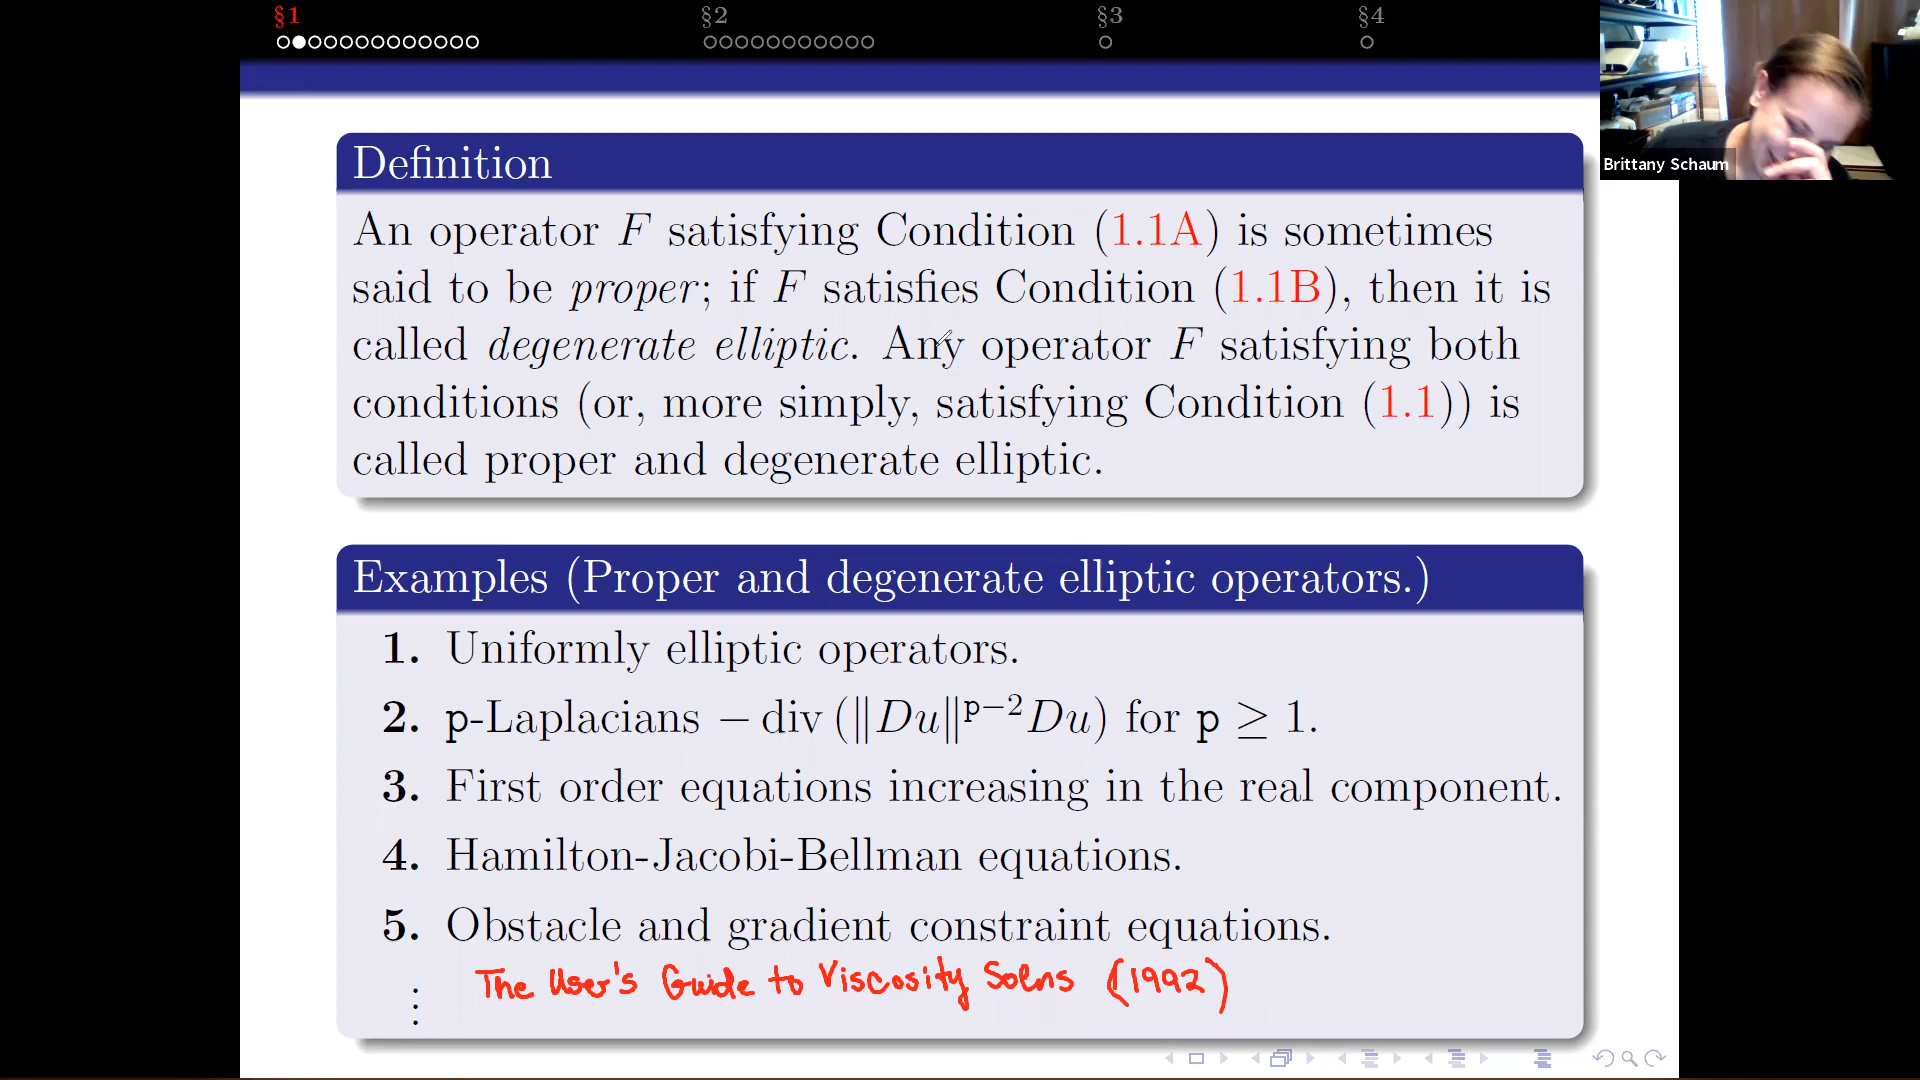 §1 §2 §3 §4
Brittany Schaum
Definition
An operator F satisfying Condition (1.1A) is sometimes
said to be proper; if F satisfies Condition (1.1B), then it is
called degenerate elliptic. Any operator F satisfying both
conditions (or, more simply, satisfying Condition (1.1)) is
called proper and degenerate elliptic.
Examples (Proper and degenerate elliptic operators.)
1. Uniformly elliptic operators.
2. p-Laplacians − div (‖Du‖^{p−2}Du) for p ≥ 1.
3. First order equations increasing in the real component.
4. Hamilton-Jacobi-Bellman equations.
5. Obstacle and gradient constraint equations.
The User's Guide to Viscosity Solns (1992)
⋮